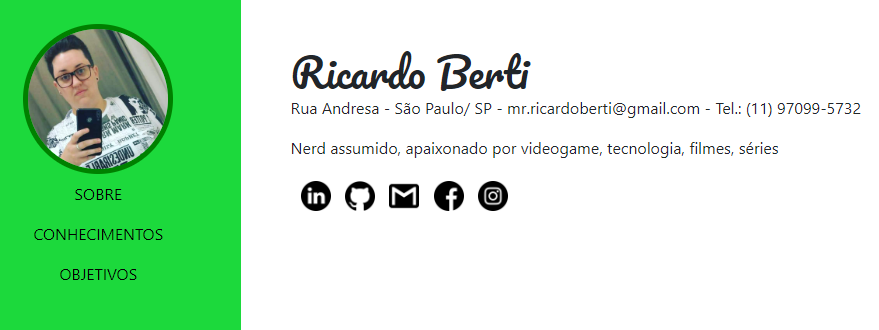 SOBRE
CONHECIMENTOS
OBJETIVOS
Ricardo Berti
Rua Andresa - São Paulo/ SP - mr.ricardoberti@gmail.com - Tel.: (11) 97099-5732
Nerd assumido, apaixonado por videogame, tecnologia, filmes, séries
in